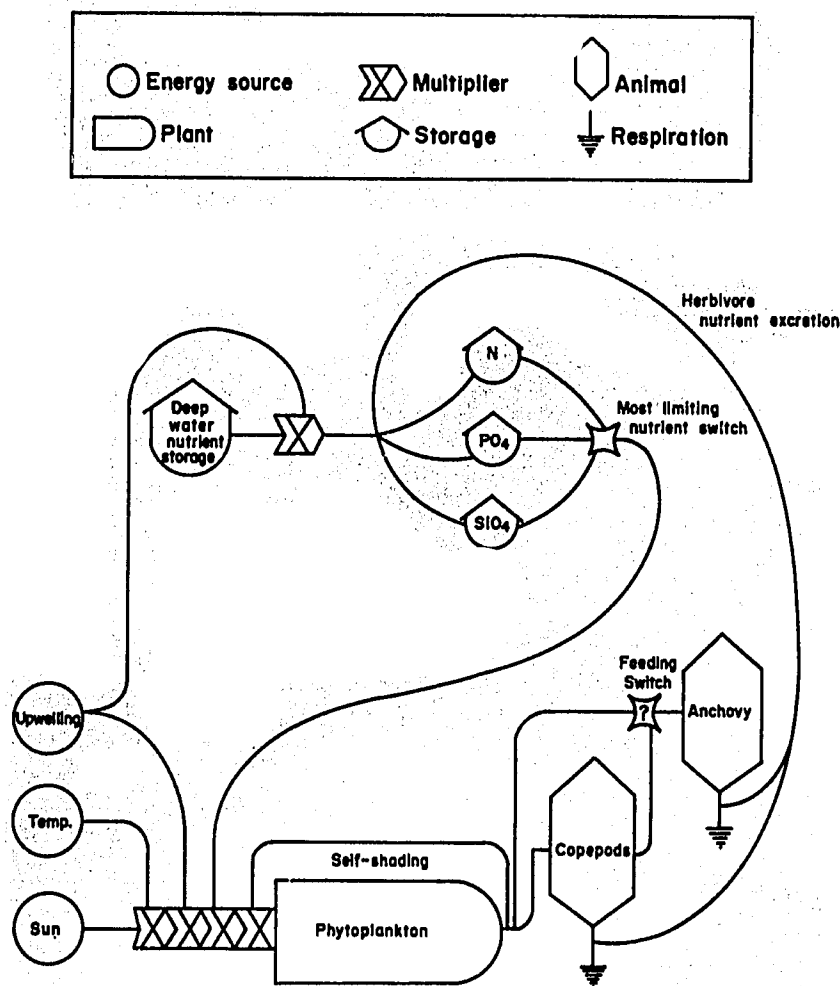 Energy source
Multiplier
Animal
Plant
Storage
Respiration
Herbivore
nutrient excretion
N
Deep
water
nutrient
storage
Most limiting
nutrient switch
PO4
SiO4
Feeding
Switch
Upwelling
?
Anchovy
Temp.
Copepods
Self-shading
Sun
Phytoplankton